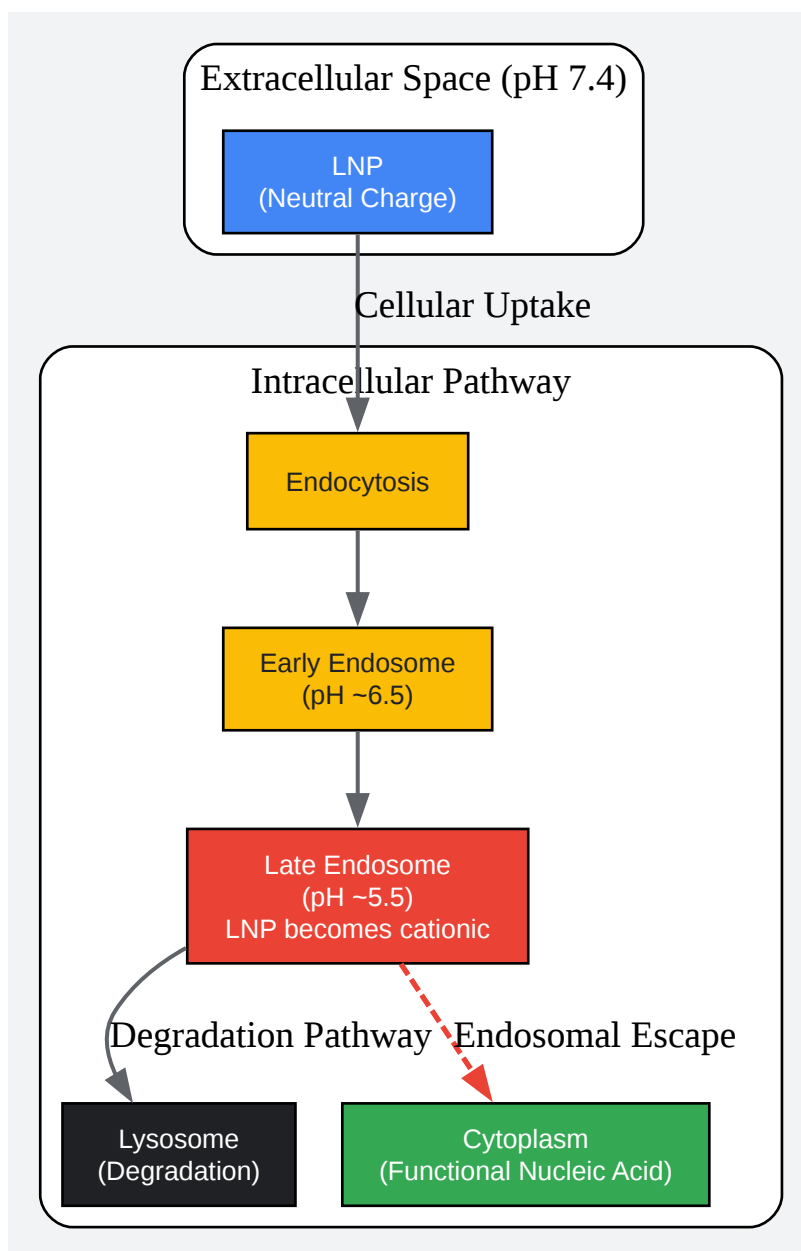 Extracellular Space (pH 7.4)
LNP
(Neutral Charge)
Cellular Uptake
Intracellular Pathway
Endocytosis
Early Endosome
(pH ~6.5)
Late Endosome
(pH ~5.5)
LNP becomes cationic
Degradation Pathway
Endosomal Escape
Lysosome
(Degradation)
Cytoplasm
(Functional Nucleic Acid)